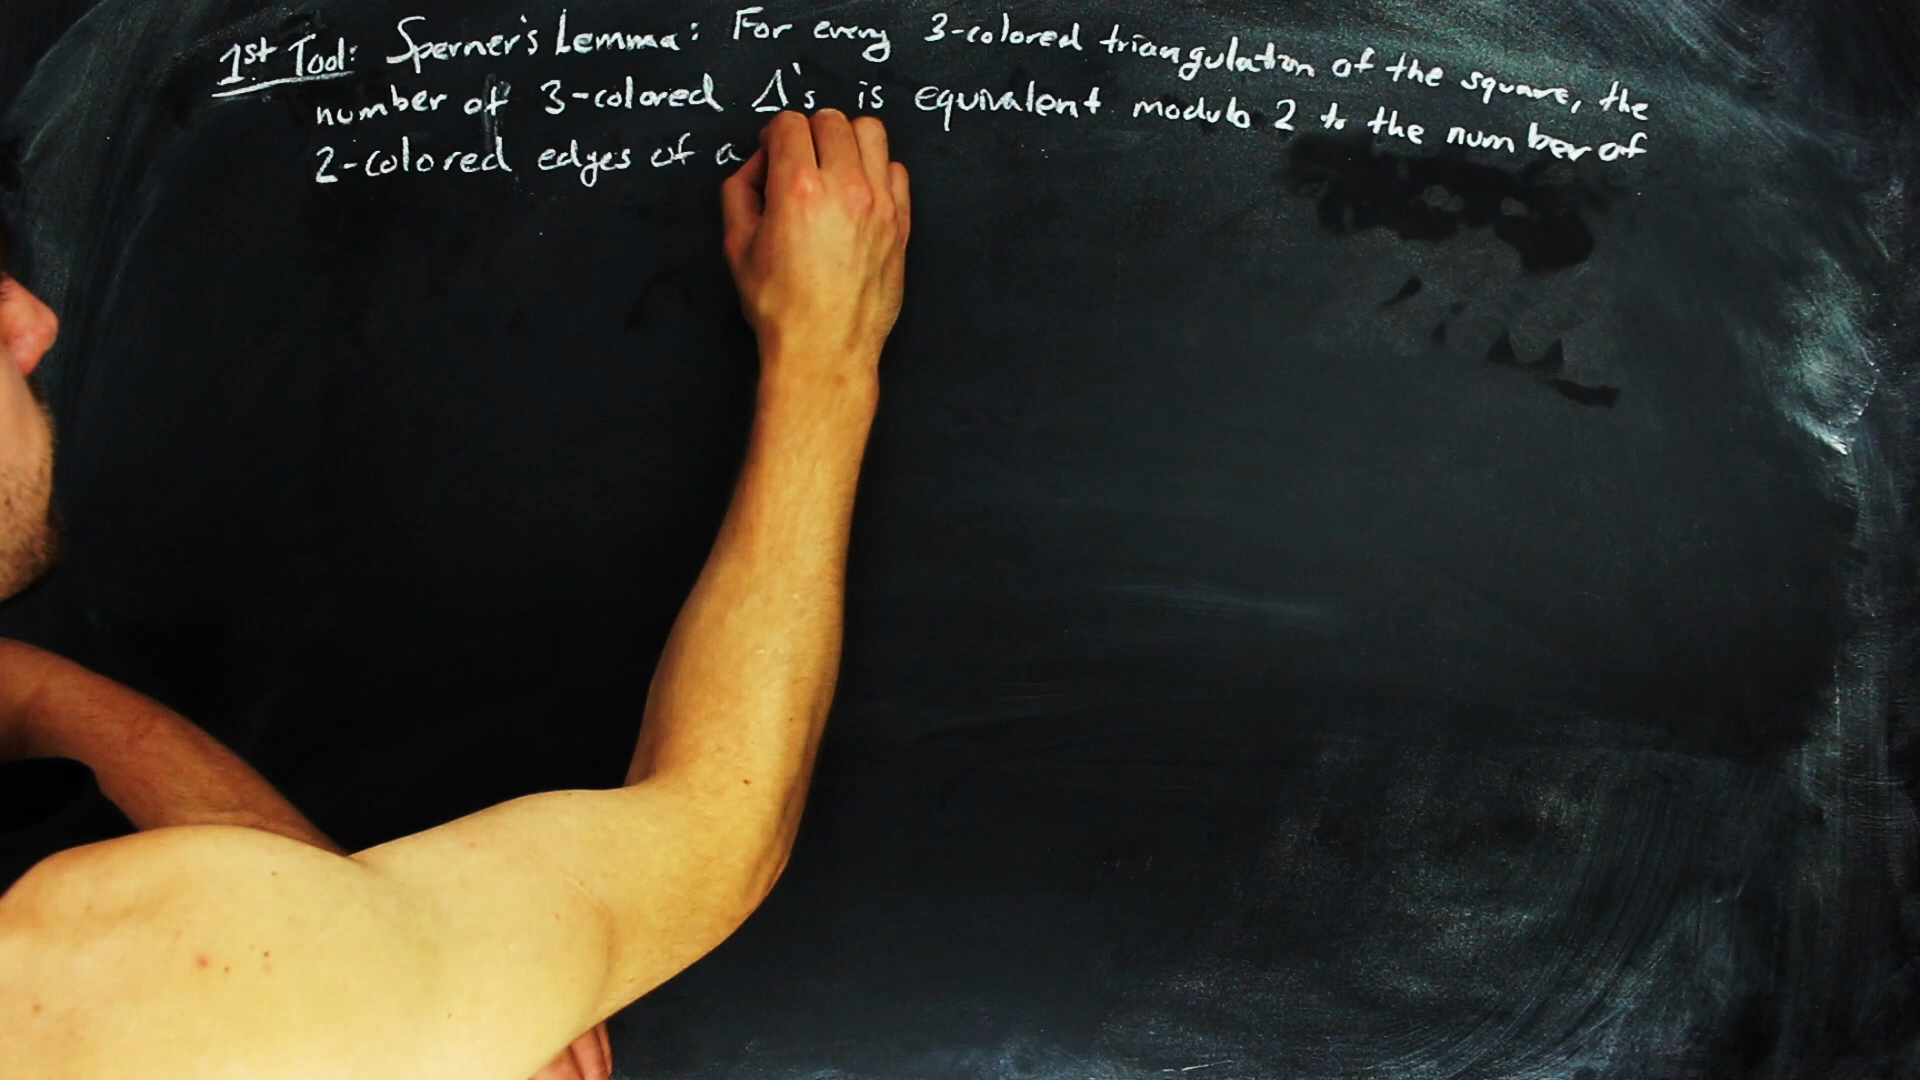 1st Tool: Sperner's Lemma: For every 3-colored triangulation of the square, the
number of 3-colored Δ's is equivalent modulo 2 to the number of
2-colored edges of a